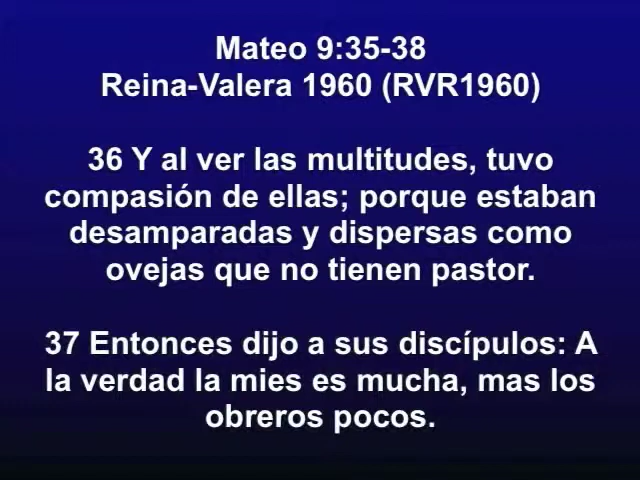 Mateo 9:35-38
Reina-Valera 1960 (RVR1960)
36 Y al ver las multitudes, tuvo
compasión de ellas; porque estaban
desamparadas y dispersas como
ovejas que no tienen pastor.
37 Entonces dijo a sus discípulos: A
la verdad la mies es mucha, mas los
obreros pocos.